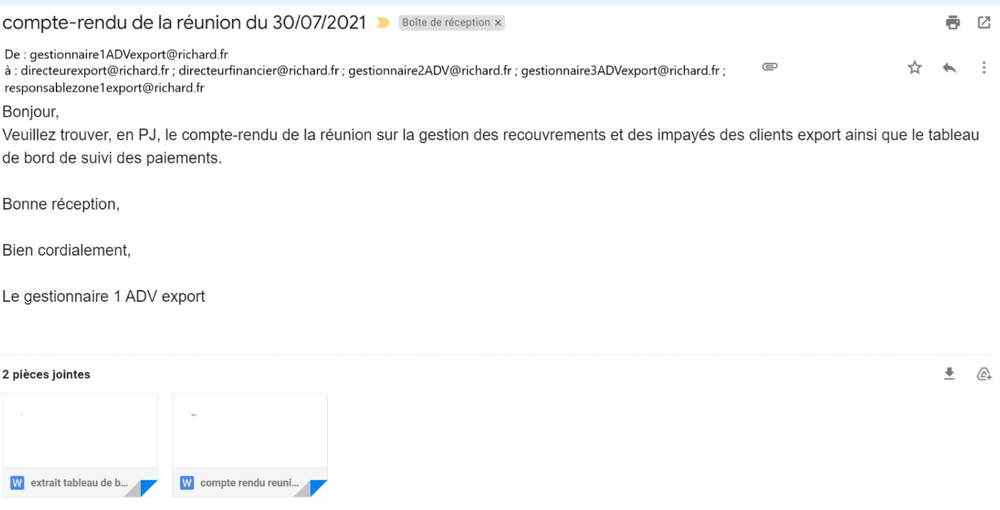 compte-rendu de la réunion du 30/07/2021 Boîte de réception x
De : gestionnaire1ADVexport@richard.fr
à : directeurexport@richard.fr ; directeurfinancier@richard.fr ; gestionnaire2ADV@richard.fr ; gestionnaire3ADVexport@richard.fr ;
responsablezone1export@richard.fr
Bonjour,
Veuillez trouver, en PJ, le compte-rendu de la réunion sur la gestion des recouvrements et des impayés des clients export ainsi que le tableau
de bord de suivi des paiements.
Bonne réception,
Bien cordialement,
Le gestionnaire 1 ADV export
2 pièces jointes
W extrait tableau de b...
W compte rendu reuni...